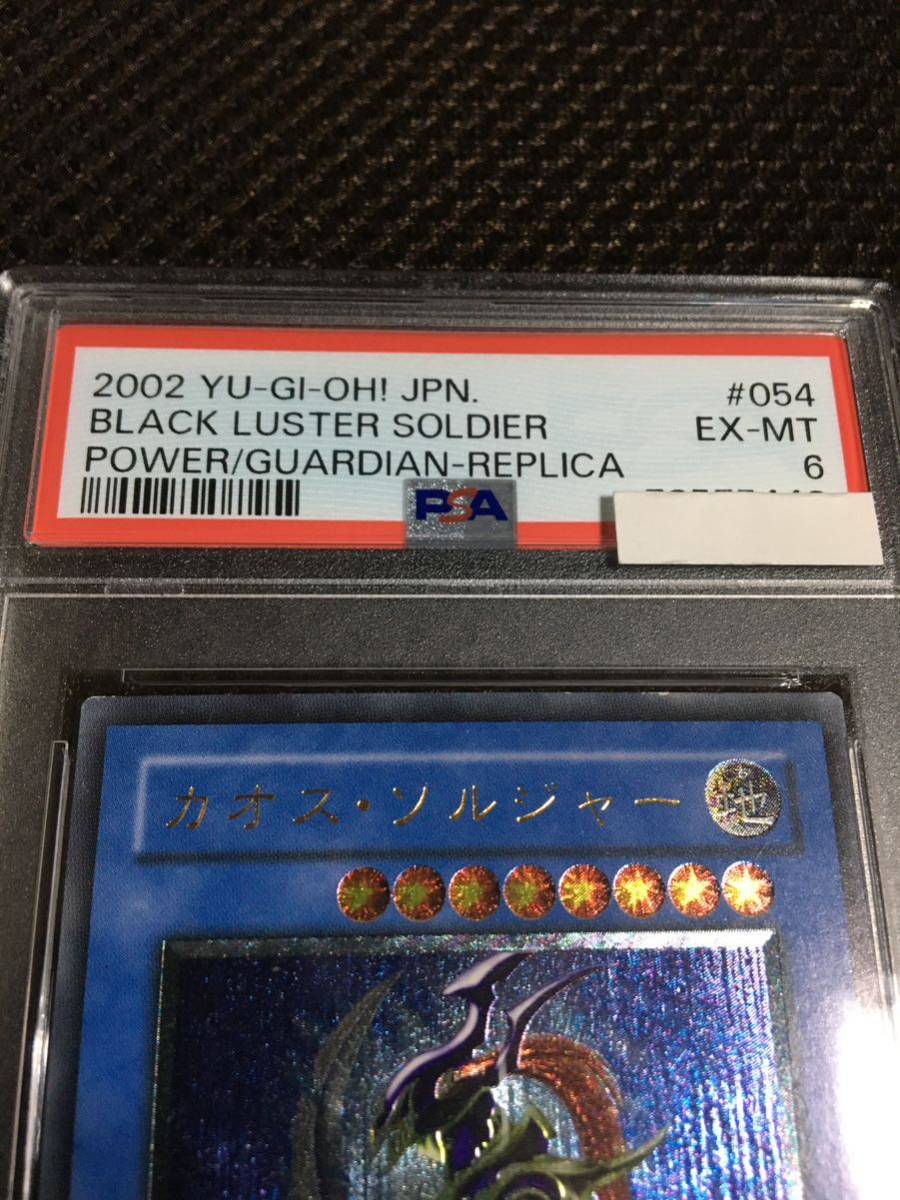 2002 YU-GI-OH! JPN. #054
BLACK LUSTER SOLDIER EX-MT
POWER/GUARDIAN-REPLICA 6
PSA
カオス・ソルジャー 地